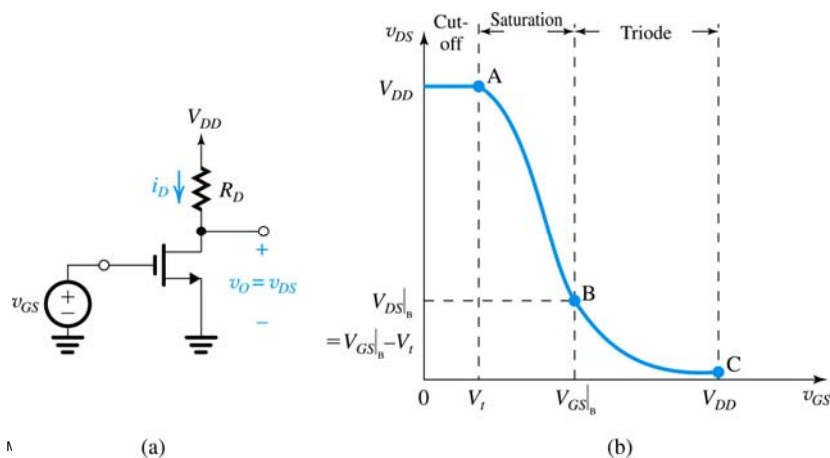 V_DD
i_D
R_D
+
v_O = v_DS
−
v_GS
+
−
(a)
v_DS
Cut-
off
Saturation
Triode
V_DD
A
V_DS|_B
= V_GS|_B – V_t
B
C
0
V_t
V_GS|_B
V_DD
v_GS
(b)